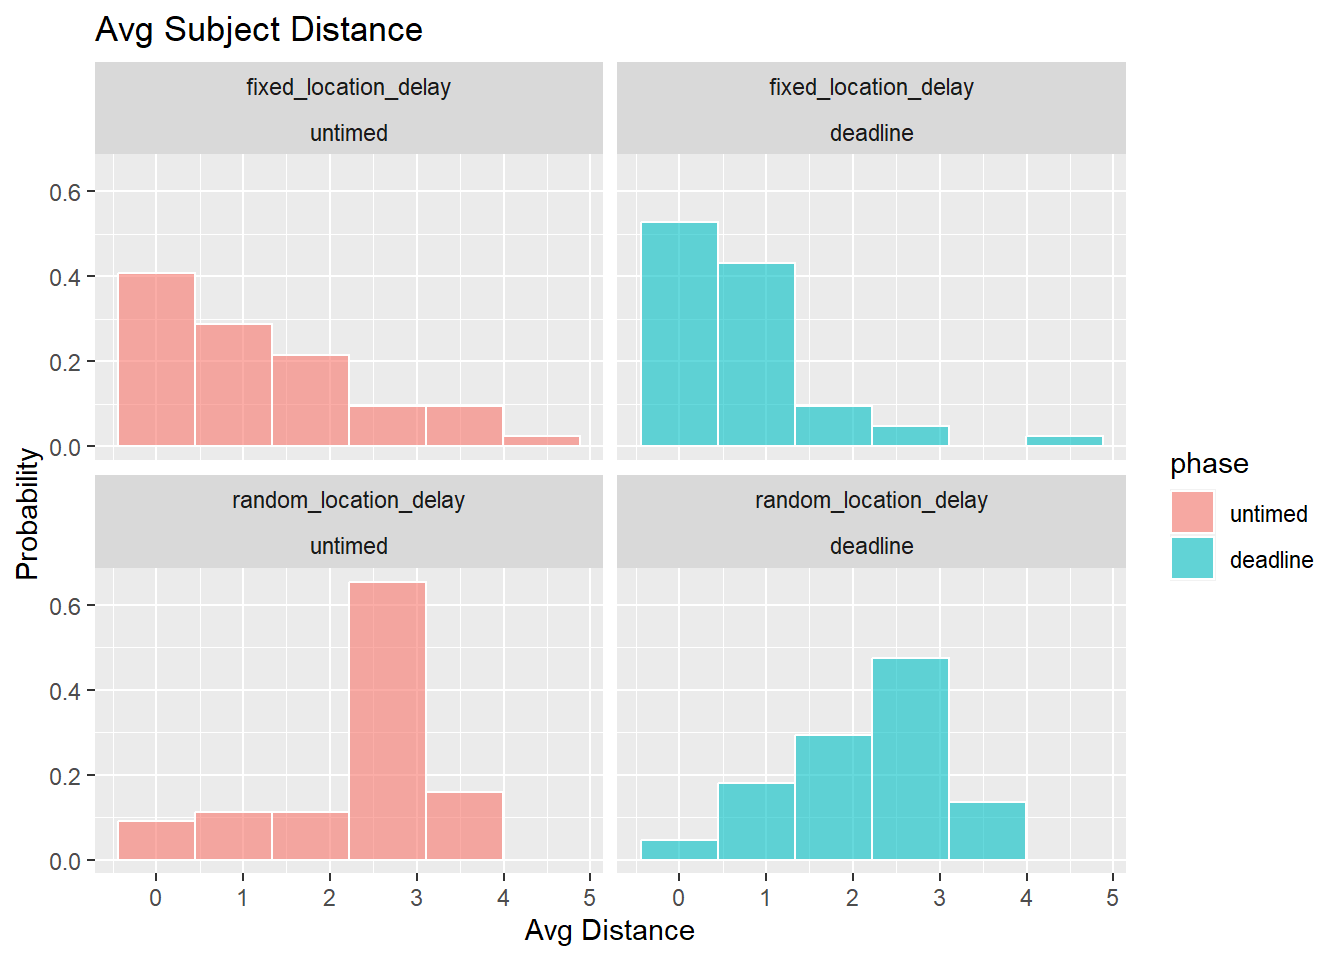 Avg Subject Distance
fixed_location_delay
untimed
fixed_location_delay
deadline
0.6
0.4
0.2
0.0
random_location_delay
untimed
random_location_delay
deadline
0.6
0.4
0.2
0.0
0 1 2 3 4 5
0 1 2 3 4 5
Avg Distance
Probability
phase
untimed
deadline